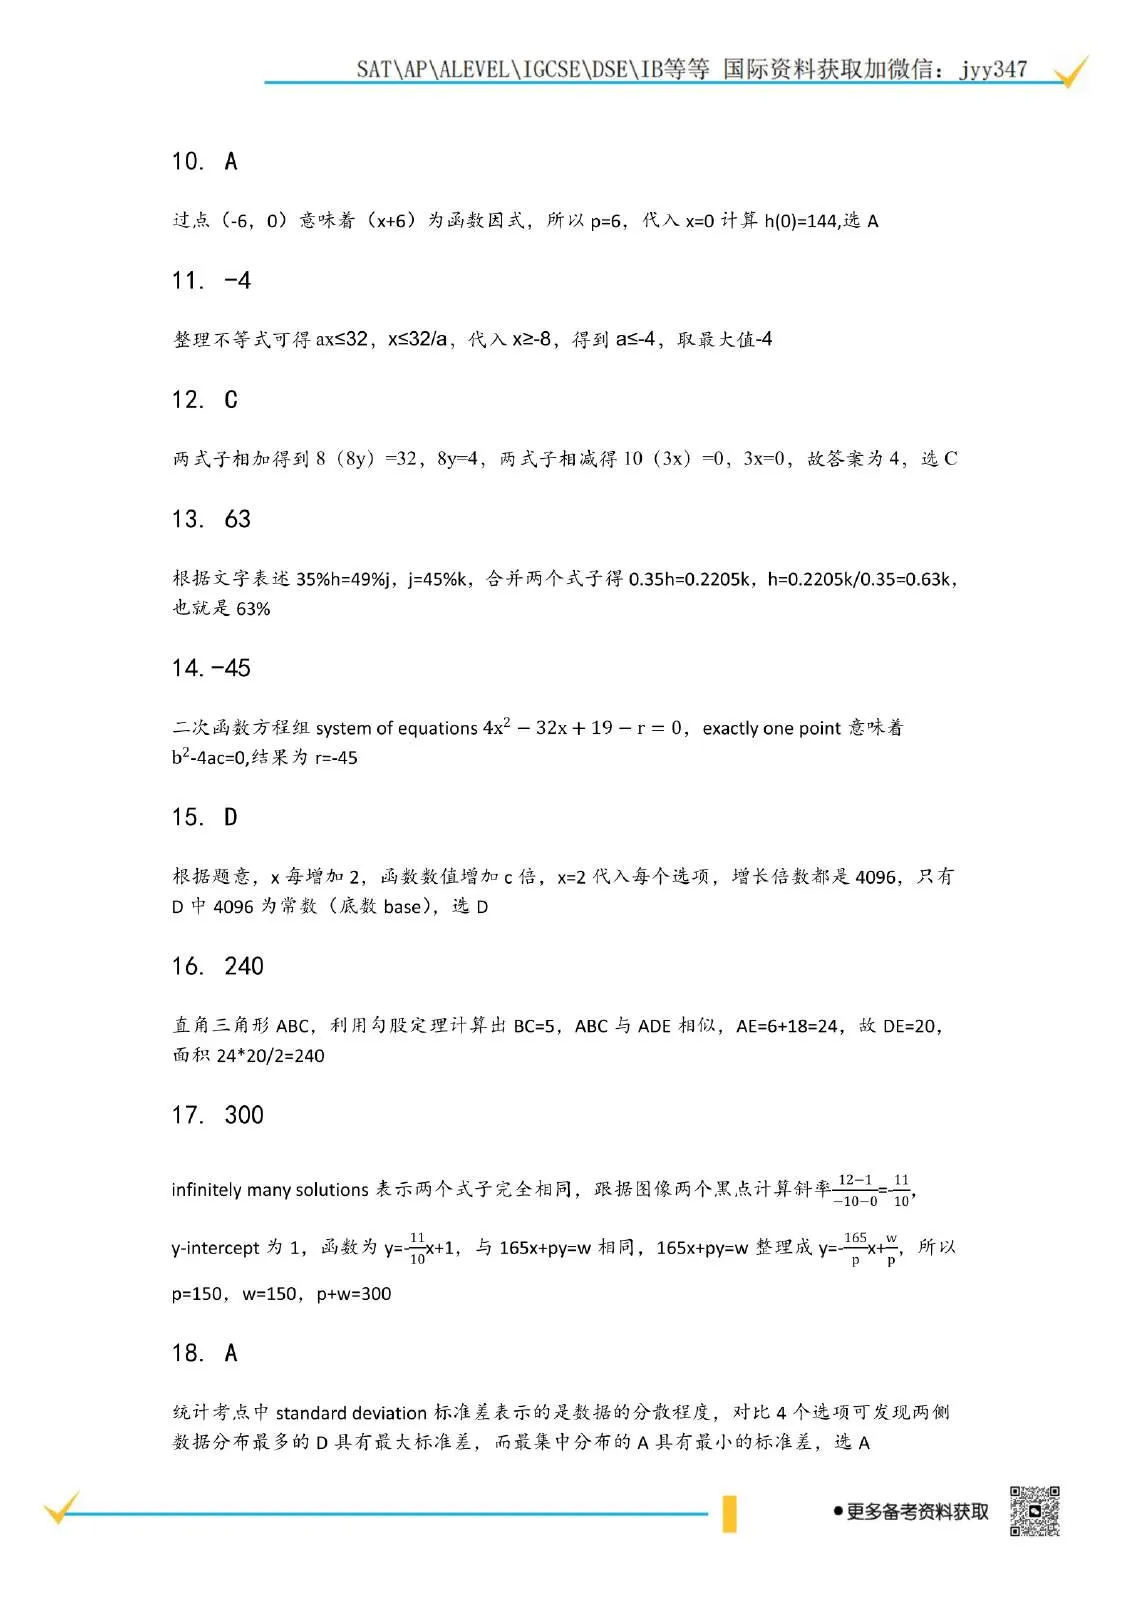 SAT\AP\ALEVEL\IGCSE\DSE\IB等等 国际资料获取加微信：jyy347
10. A
过点（-6，0）意味着（x+6）为函数因式，所以 p=6，代入 x=0 计算 h(0)=144,选 A
11. -4
整理不等式可得 ax≤32，x≤32/a，代入 x≥-8，得到 a≤-4，取最大值-4
12. C
两式子相加得到 8（8y）=32，8y=4，两式子相减得 10（3x）=0，3x=0，故答案为 4，选 C
13. 63
根据文字表述 35%h=49%j，j=45%k，合并两个式子得 0.35h=0.2205k，h=0.2205k/0.35=0.63k，
也就是 63%
14.-45
二次函数方程组 system of equations 4x² − 32x + 19 − r = 0，exactly one point 意味着
b²-4ac=0,结果为 r=-45
15. D
根据题意，x 每增加 2，函数数值增加 c 倍，x=2 代入每个选项，增长倍数都是 4096，只有
D 中 4096 为常数（底数 base），选 D
16. 240
直角三角形 ABC，利用勾股定理计算出 BC=5，ABC 与 ADE 相似，AE=6+18=24，故 DE=20，
面积 24*20/2=240
17. 300
infinitely many solutions 表示两个式子完全相同，跟据图像两个黑点计算斜率(12−1)/(−10−0)=-11/10，
y-intercept 为 1，函数为 y=-11/10x+1，与 165x+py=w 相同，165x+py=w 整理成 y=-165/px+w/p，所以
p=150，w=150，p+w=300
18. A
统计考点中 standard deviation 标准差表示的是数据的分散程度，对比 4 个选项可发现两侧
数据分布最多的 D 具有最大标准差，而最集中分布的 A 具有最小的标准差，选 A
●更多备考资料获取